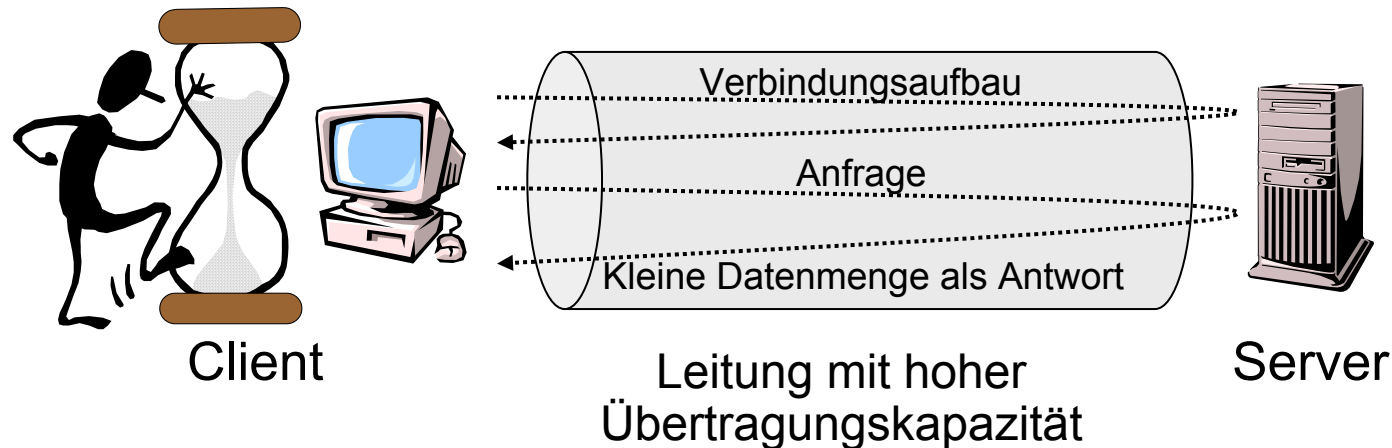 Verbindungsaufbau
Anfrage
Kleine Datenmenge als Antwort
Client
Leitung mit hoher
Übertragungskapazität
Server